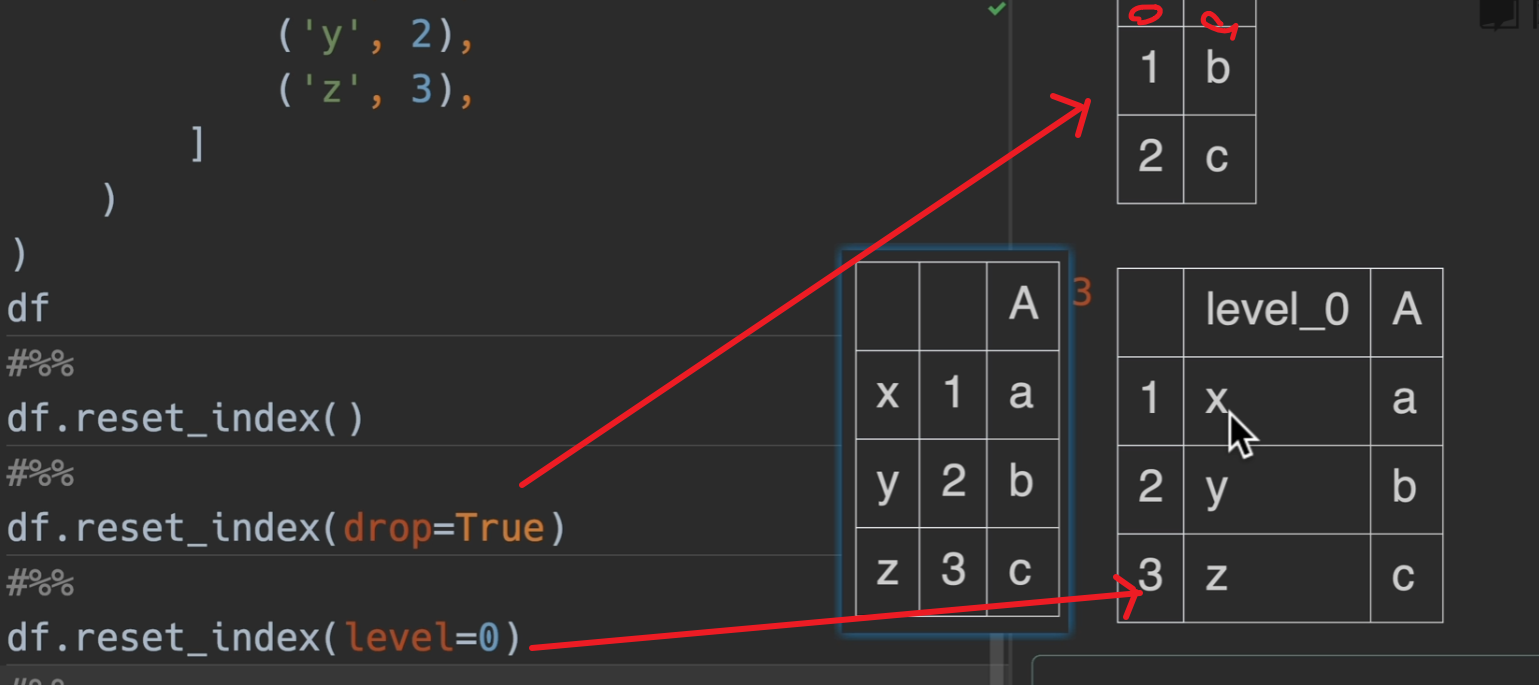 ('y', 2),
('z', 3),
]
)
)
df
#%%
df.reset_index()
#%%
df.reset_index(drop=True)
#%%
df.reset_index(level=0)
A
x 1 a
y 2 b
z 3 c
0 a
1 b
2 c
3
level_0 A
1 x a
2 y b
3 z c